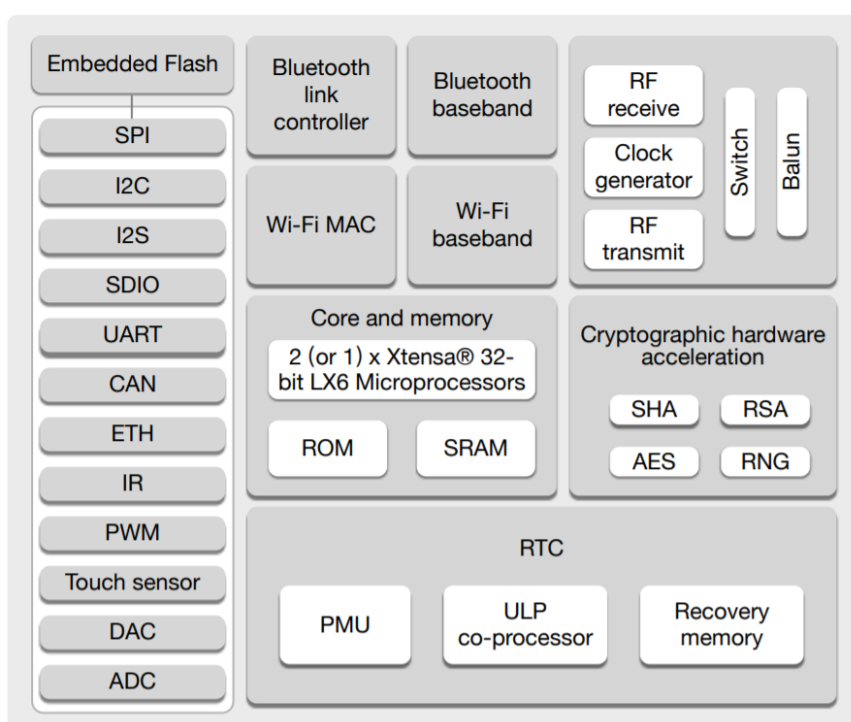 Embedded Flash
SPI
I2C
I2S
SDIO
UART
CAN
ETH
IR
PWM
Touch sensor
DAC
ADC
Bluetooth
link
controller
Bluetooth
baseband
Wi-Fi MAC
Wi-Fi
baseband
RF
receive
Clock
generator
RF
transmit
Switch
Balun
Core and memory
2 (or 1) x Xtensa® 32-
bit LX6 Microprocessors
ROM
SRAM
Cryptographic hardware
acceleration
SHA
RSA
AES
RNG
RTC
PMU
ULP
co-processor
Recovery
memory